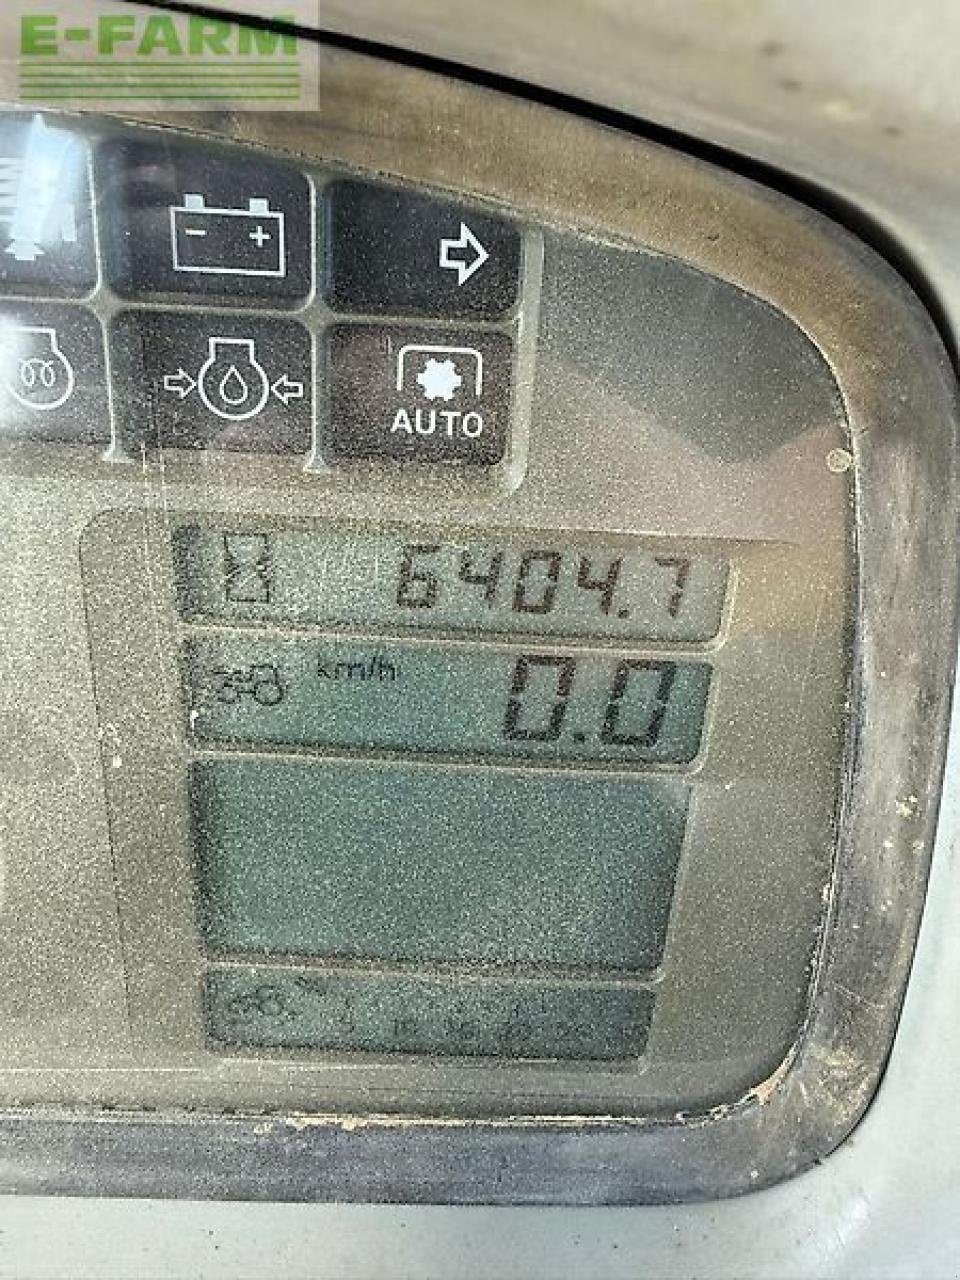 E-FARM
- +
AUTO
6404.7
km/h 0.0